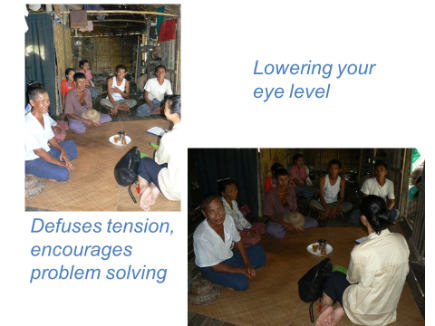 Lowering your
eye level
Defuses tension,
encourages
problem solving